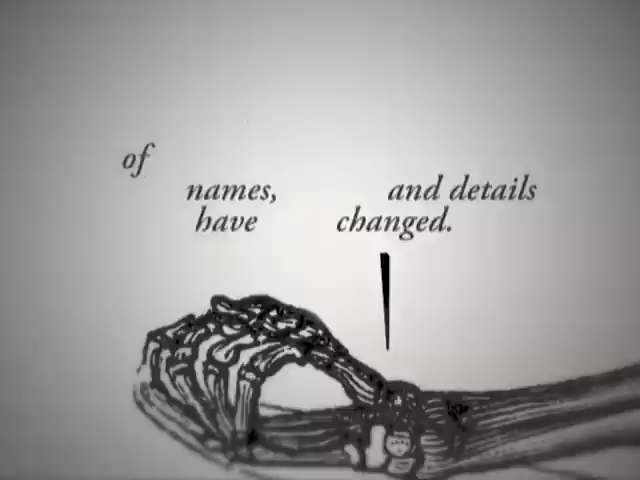 of
names, and details
have changed.